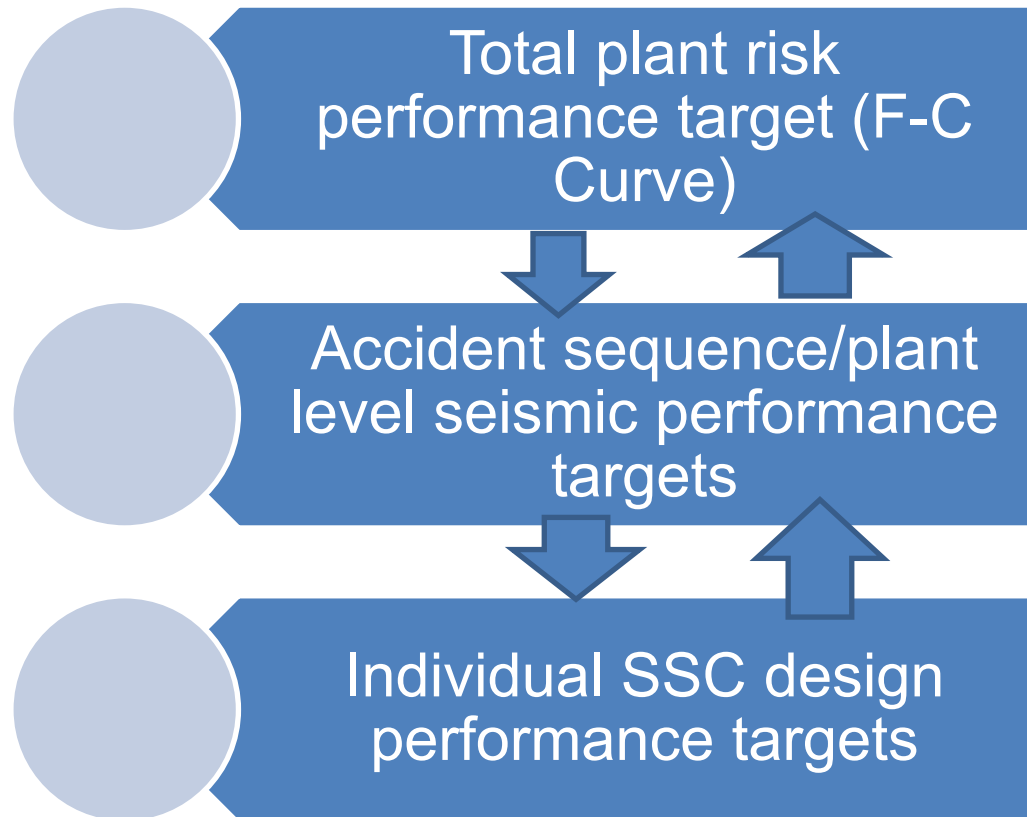 Total plant risk
performance target (F-C
Curve)
Accident sequence/plant
level seismic performance
targets
Individual SSC design
performance targets